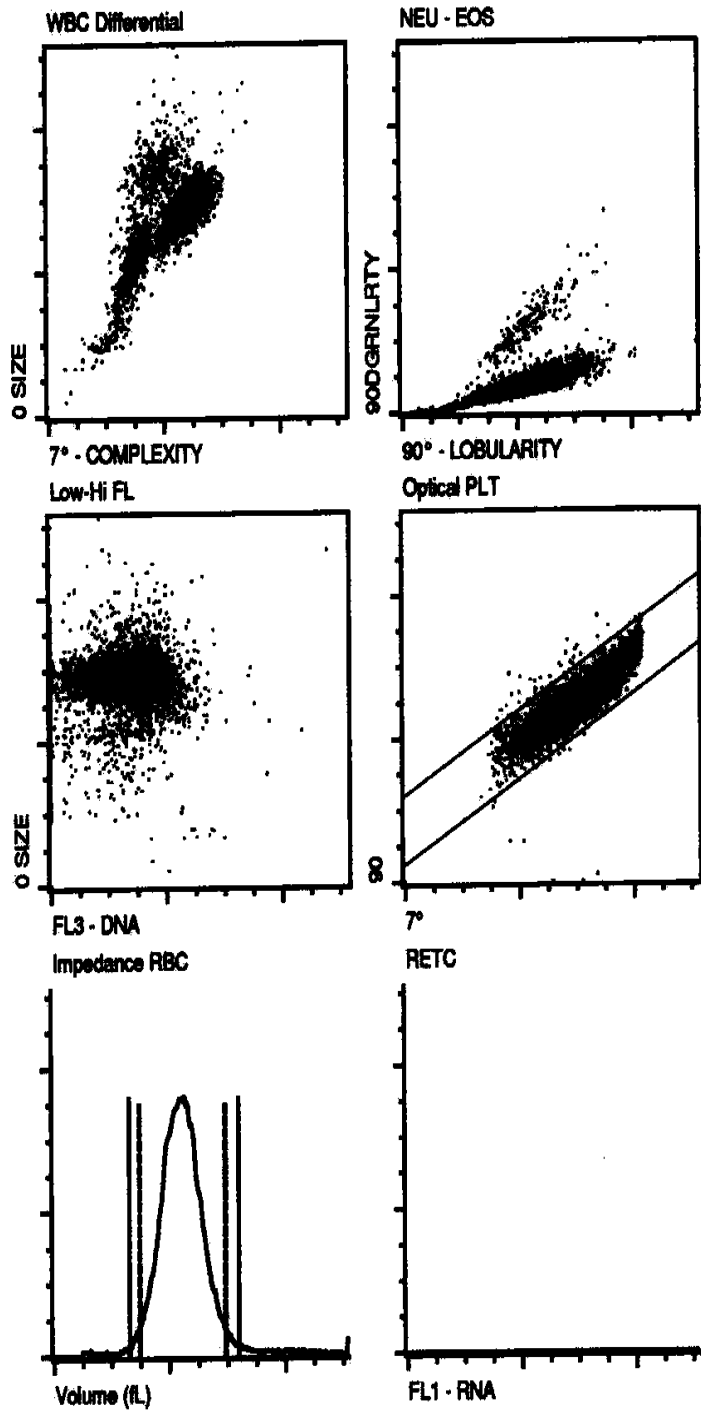 WBC Differential
0 SIZE
7° - COMPLEXITY
NEU - EOS
90DGRNLRTY
90° - LOBULARITY
Low-Hi FL
0 SIZE
FL3 - DNA
Optical PLT
90
7°
Impedance RBC
Volume (fL)
RETC
FL1 - RNA